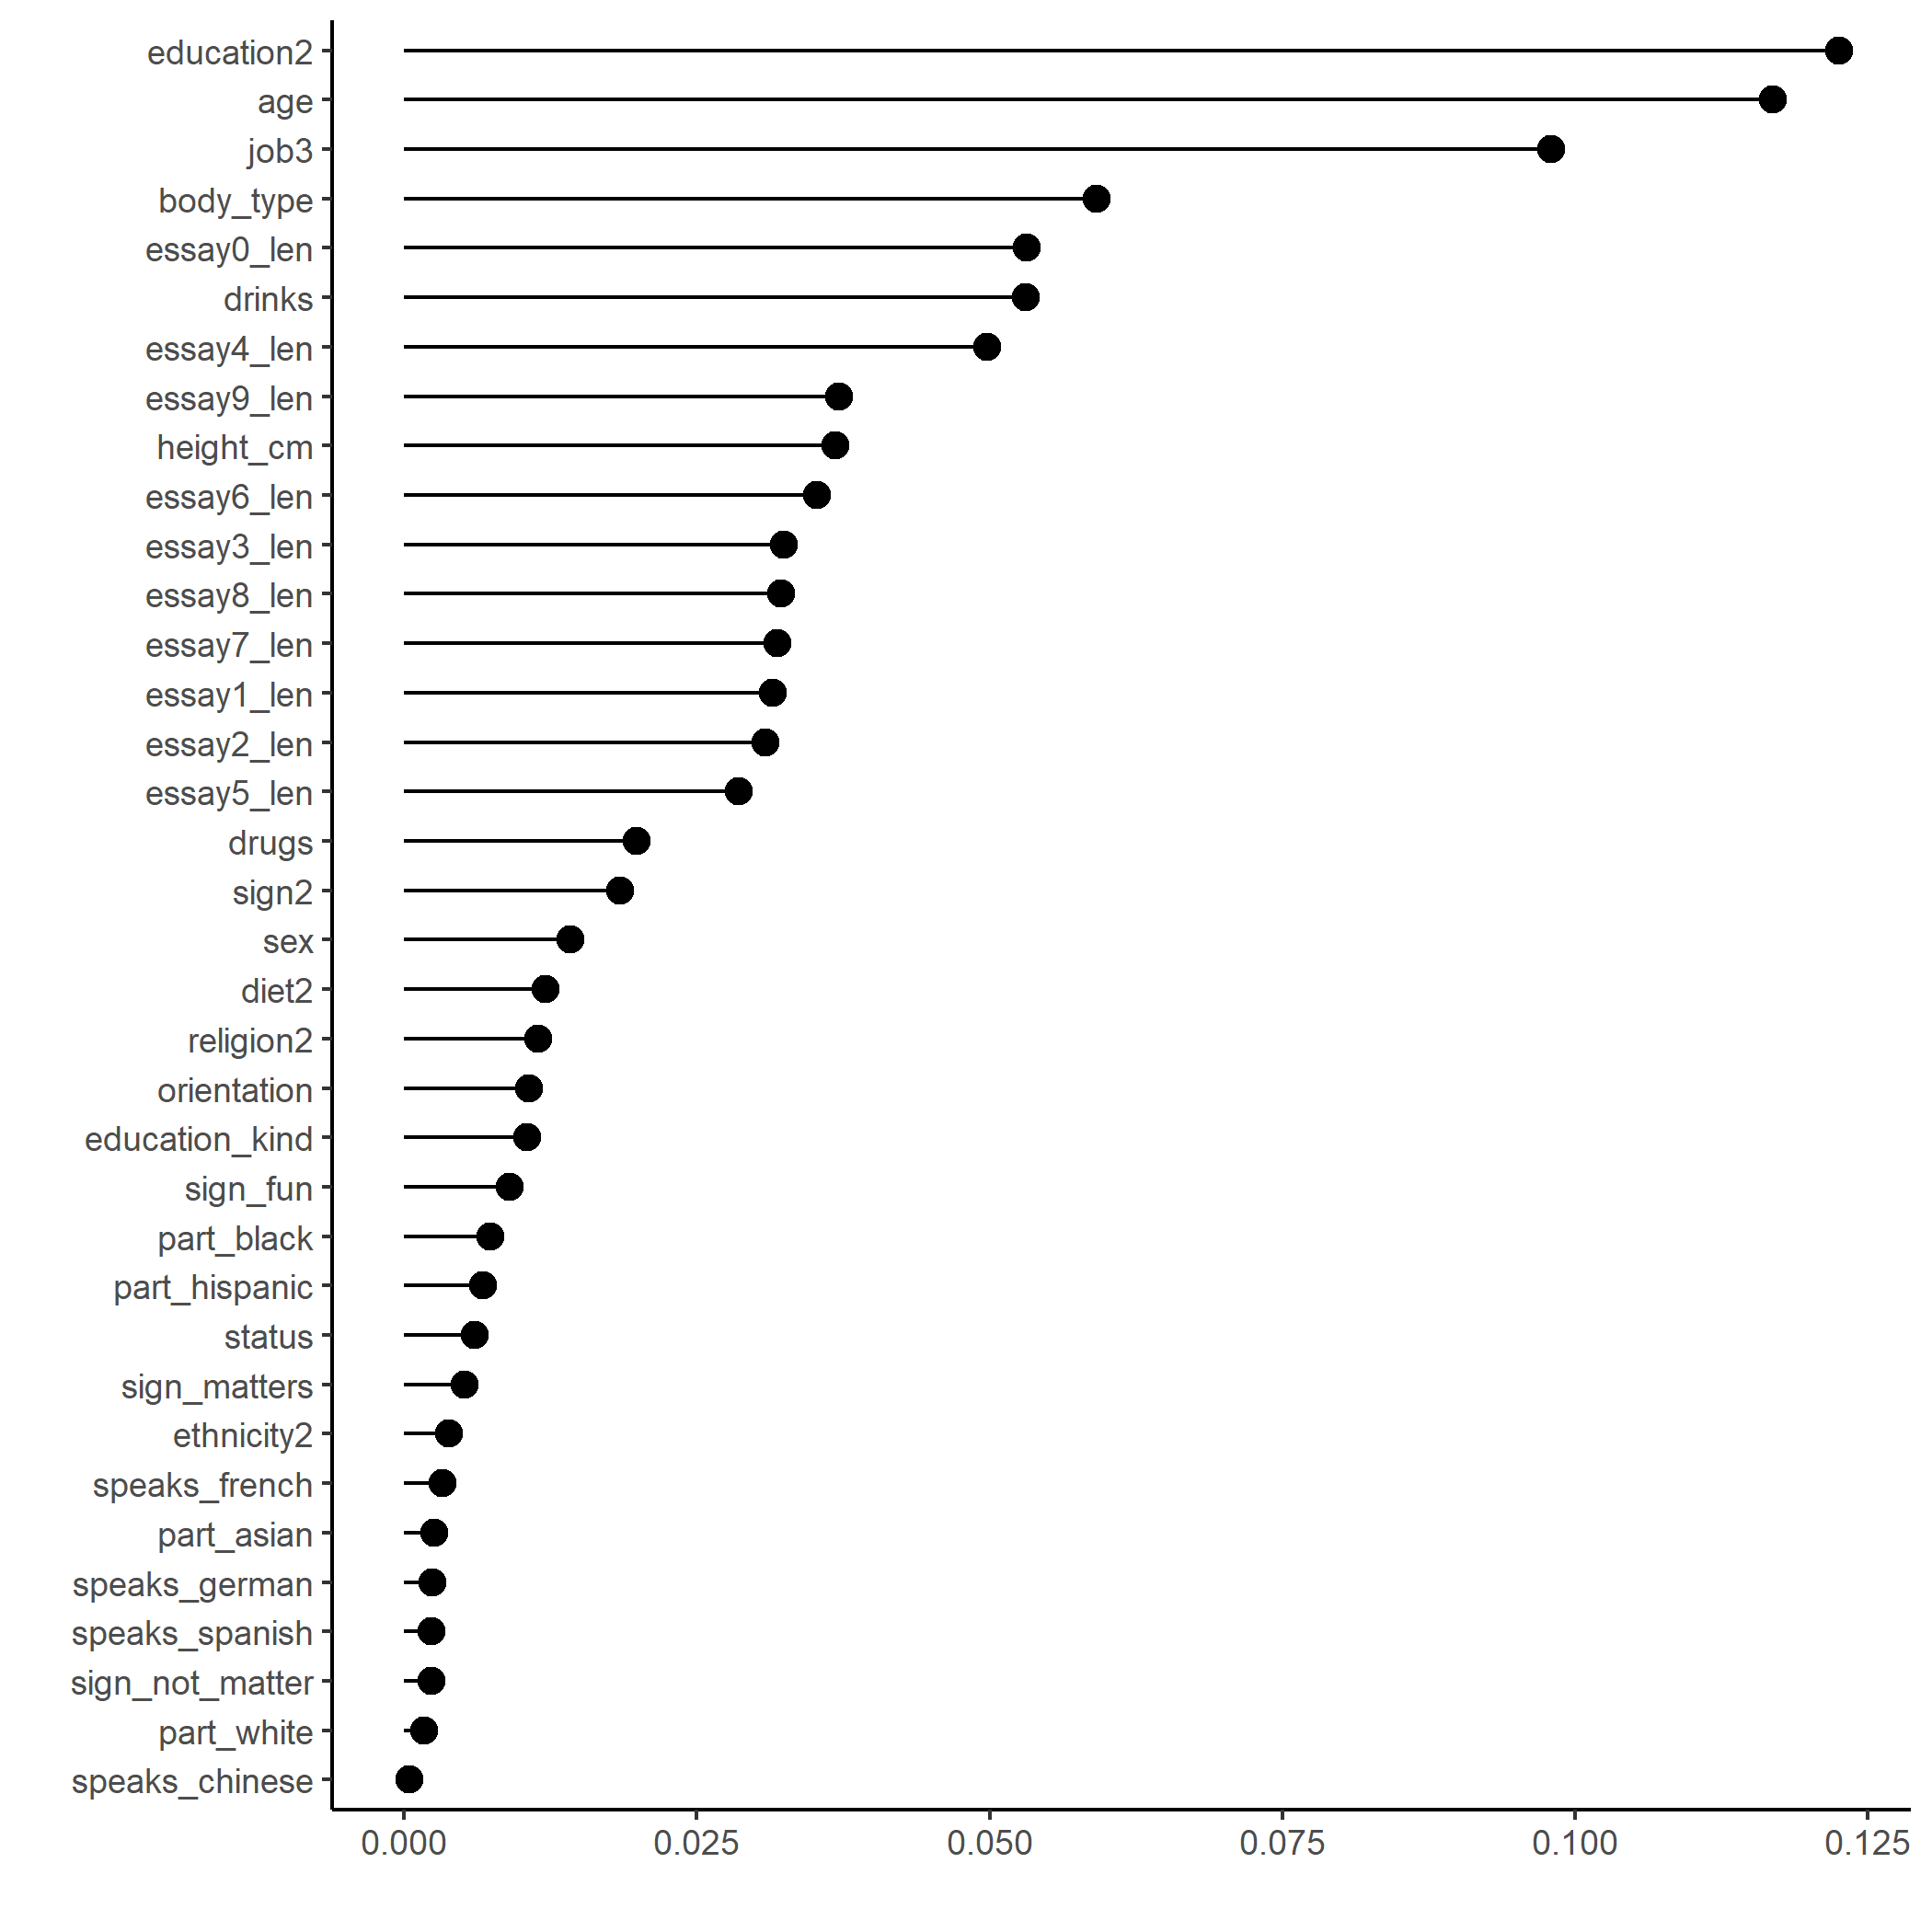 education2
age
job3
body_type
essay0_len
drinks
essay4_len
essay9_len
height_cm
essay6_len
essay3_len
essay8_len
essay7_len
essay1_len
essay2_len
essay5_len
drugs
sign2
sex
diet2
religion2
orientation
education_kind
sign_fun
part_black
part_hispanic
status
sign_matters
ethnicity2
speaks_french
part_asian
speaks_german
speaks_spanish
sign_not_matter
part_white
speaks_chinese
0.000 0.025 0.050 0.075 0.100 0.125